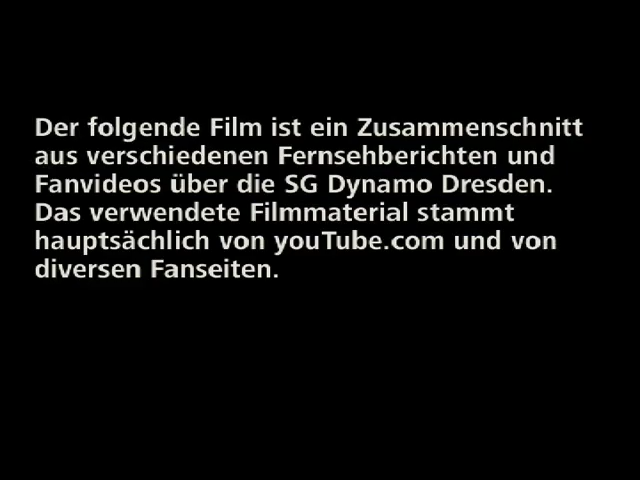 Der folgende Film ist ein Zusammenschnitt
aus verschiedenen Fernsehberichten und
Fanvideos über die SG Dynamo Dresden.
Das verwendete Filmmaterial stammt
hauptsächlich von youTube.com und von
diversen Fanseiten.